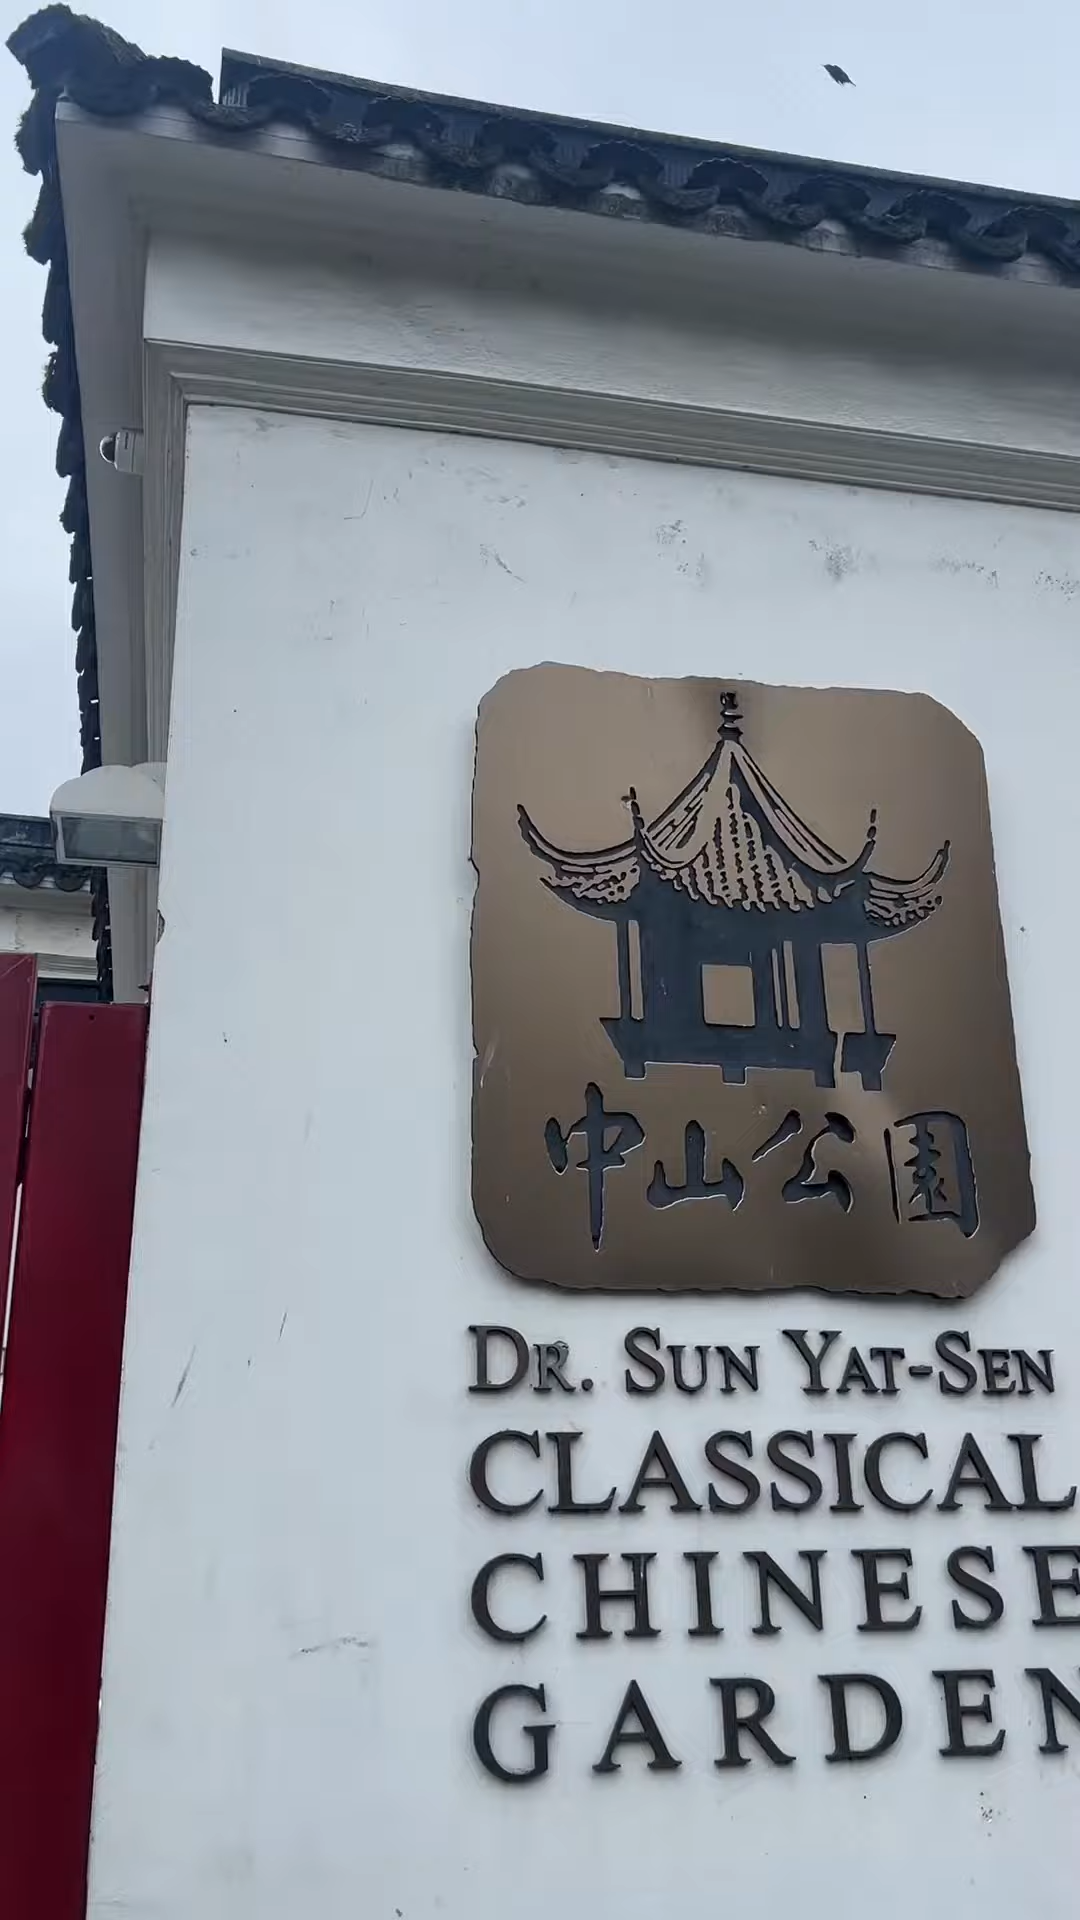 中山公園
DR. SUN YAT-SEN
CLASSICAL
CHINESE
GARDEN